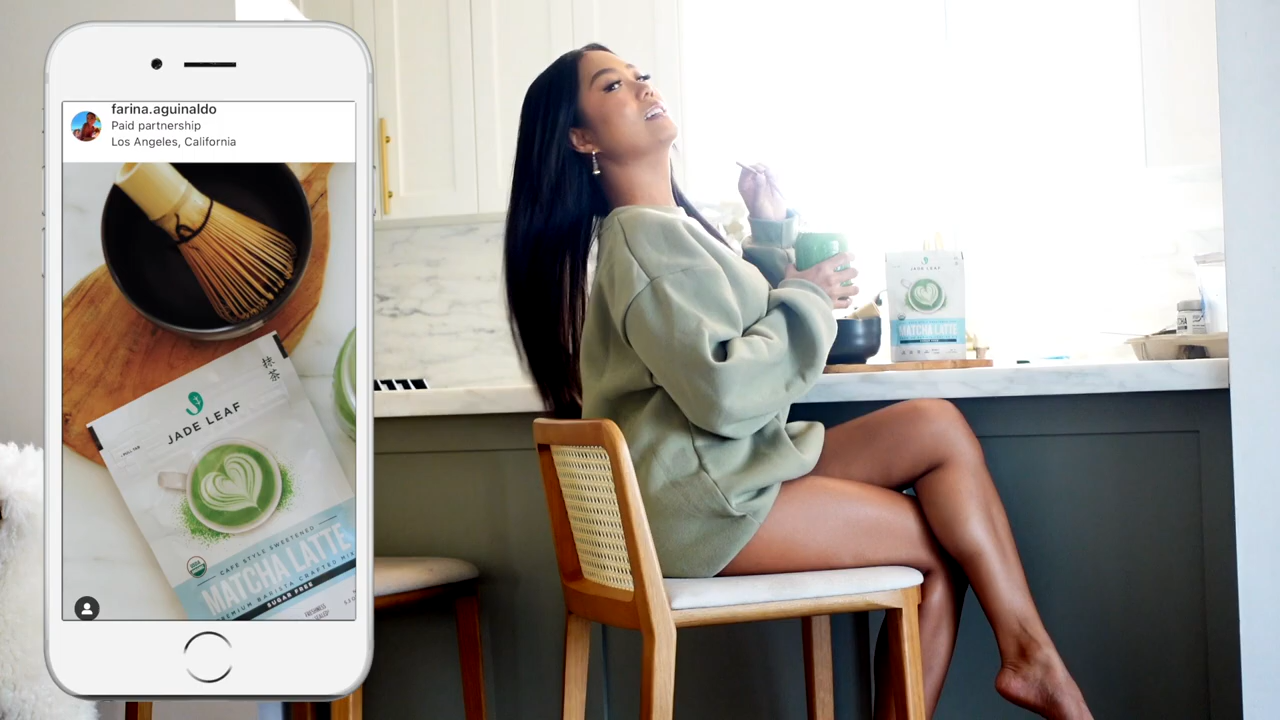 farina.aguinaldo
Paid partnership
Los Angeles, California
抹茶
JADE LEAF
CAFE STYLE SWEETENED
MATCHA LATTE
PREMIUM BARISTA CRAFTED MIX
SUGAR FREE
JADE LEAF
MATCHA LATTE